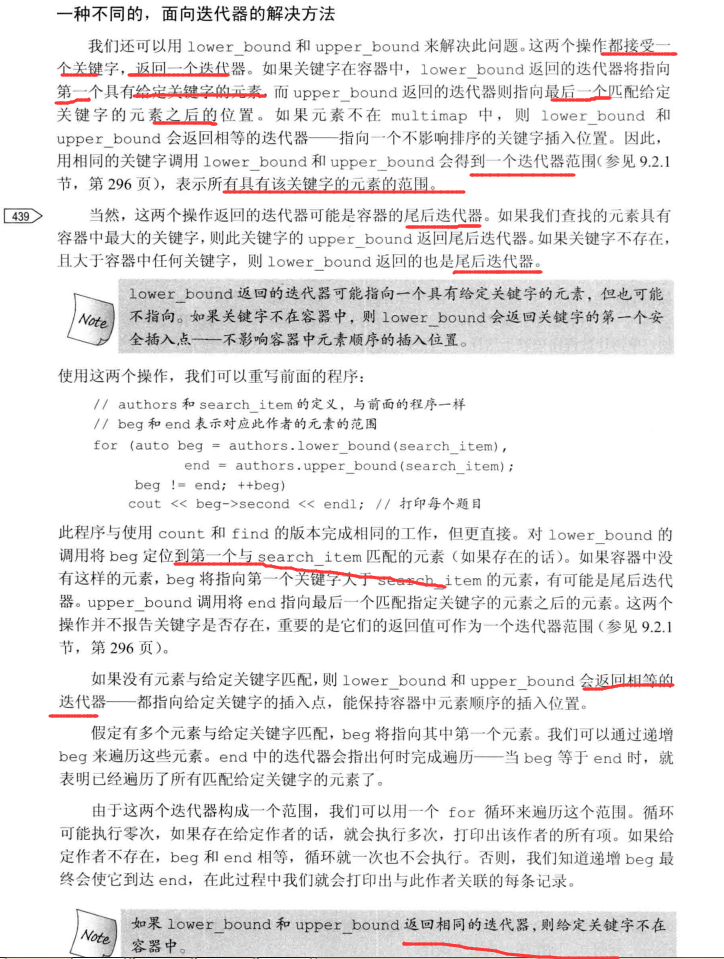 一种不同的，面向迭代器的解决方法
我们还可以用 lower_bound 和 upper_bound 来解决此问题。这两个操作都接受一
个关键字，返回一个迭代器。如果关键字在容器中，lower_bound 返回的迭代器将指向
第一个具有给定关键字的元素，而 upper_bound 返回的迭代器则指向最后一个匹配给定
关键字的元素之后的位置。如果元素不在 multimap 中，则 lower_bound 和
upper_bound 会返回相等的迭代器——指向一个不影响排序的关键字插入位置。因此，
用相同的关键字调用 lower_bound 和 upper_bound 会得到一个迭代器范围（参见 9.2.1
节，第 296 页），表示所有具有该关键字的元素的范围。
439
当然，这两个操作返回的迭代器可能是容器的尾后迭代器。如果我们查找的元素具有
容器中最大的关键字，则此关键字的 upper_bound 返回尾后迭代器。如果关键字不存在，
且大于容器中任何关键字，则 lower_bound 返回的也是尾后迭代器。
Note
lower_bound 返回的迭代器可能指向一个具有给定关键字的元素，但也可能
不指向。如果关键字不在容器中，则 lower_bound 会返回关键字的第一个安
全插入点——不影响容器中元素顺序的插入位置。
使用这两个操作，我们可以重写前面的程序：
// authors 和 search_item 的定义，与前面的程序一样
// beg 和 end 表示对应此作者的元素的范围
for (auto beg = authors.lower_bound(search_item),
end = authors.upper_bound(search_item);
beg != end; ++beg)
cout << beg->second << endl; // 打印每个题目
此程序与使用 count 和 find 的版本完成相同的工作，但更直接。对 lower_bound 的
调用将 beg 定位到第一个与 search_item 匹配的元素（如果存在的话）。如果容器中没
有这样的元素，beg 将指向第一个关键字大于 search_item 的元素，有可能是尾后迭代
器。upper_bound 调用将 end 指向最后一个匹配指定关键字的元素之后的元素。这两个
操作并不报告关键字是否存在，重要的是它们的返回值可作为一个迭代器范围（参见 9.2.1
节，第 296 页）。
如果没有元素与给定关键字匹配，则 lower_bound 和 upper_bound 会返回相等的
迭代器——都指向给定关键字的插入点，能保持容器中元素顺序的插入位置。
假定有多个元素与给定关键字匹配，beg 将指向其中第一个元素。我们可以通过递增
beg 来遍历这些元素。end 中的迭代器会指出何时完成遍历——当 beg 等于 end 时，就
表明已经遍历了所有匹配给定关键字的元素了。
由于这两个迭代器构成一个范围，我们可以用一个 for 循环来遍历这个范围。循环
可能执行零次，如果存在给定作者的话，就会执行多次，打印出该作者的所有项。如果给
定作者不存在，beg 和 end 相等，循环就一次也不会执行。否则，我们知道递增 beg 最
终会使它到达 end，在此过程中我们就会打印出与此作者关联的每条记录。
Note
如果 lower_bound 和 upper_bound 返回相同的迭代器，则给定关键字不在
容器中。